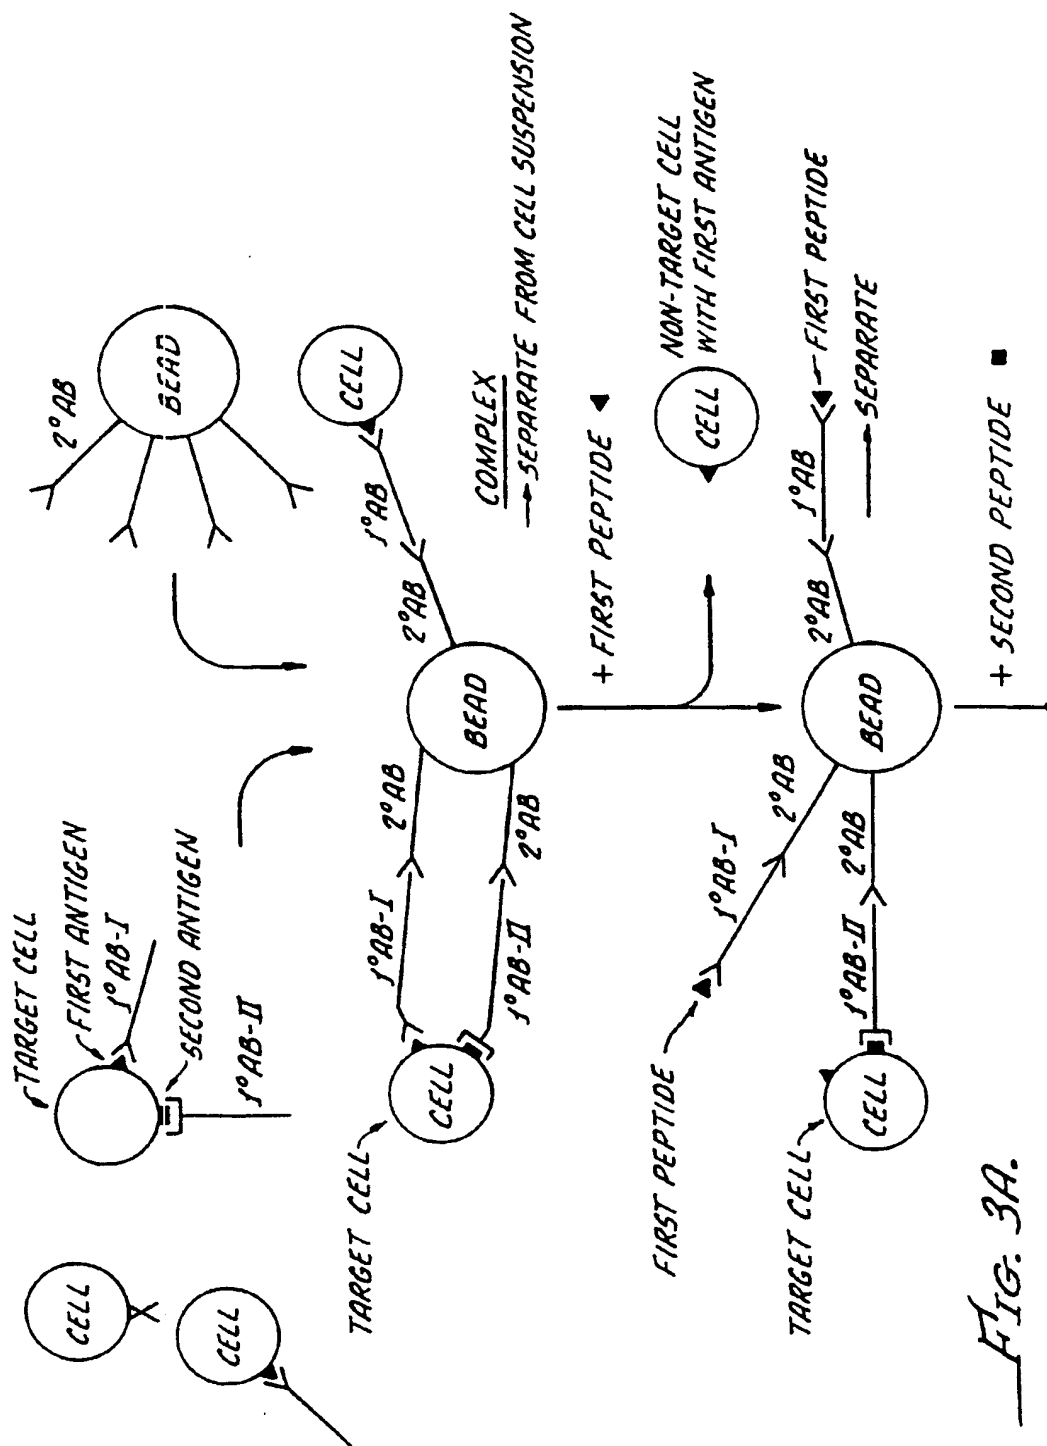 TARGET CELL
FIRST ANTIGEN
1°AB-I
SECOND ANTIGEN
1°AB-II
CELL
CELL
2°AB
BEAD
TARGET CELL
CELL
1°AB-I
2°AB
1°AB-II
2°AB
BEAD
2°AB
1°AB
CELL
COMPLEX
SEPARATE FROM CELL SUSPENSION
+ FIRST PEPTIDE
CELL
NON-TARGET CELL
WITH FIRST ANTIGEN
FIRST PEPTIDE
1°AB-I
2°AB
TARGET CELL
CELL
1°AB-II
2°AB
BEAD
2°AB
1°AB
FIRST PEPTIDE
SEPARATE
+ SECOND PEPTIDE
FIG. 3A.